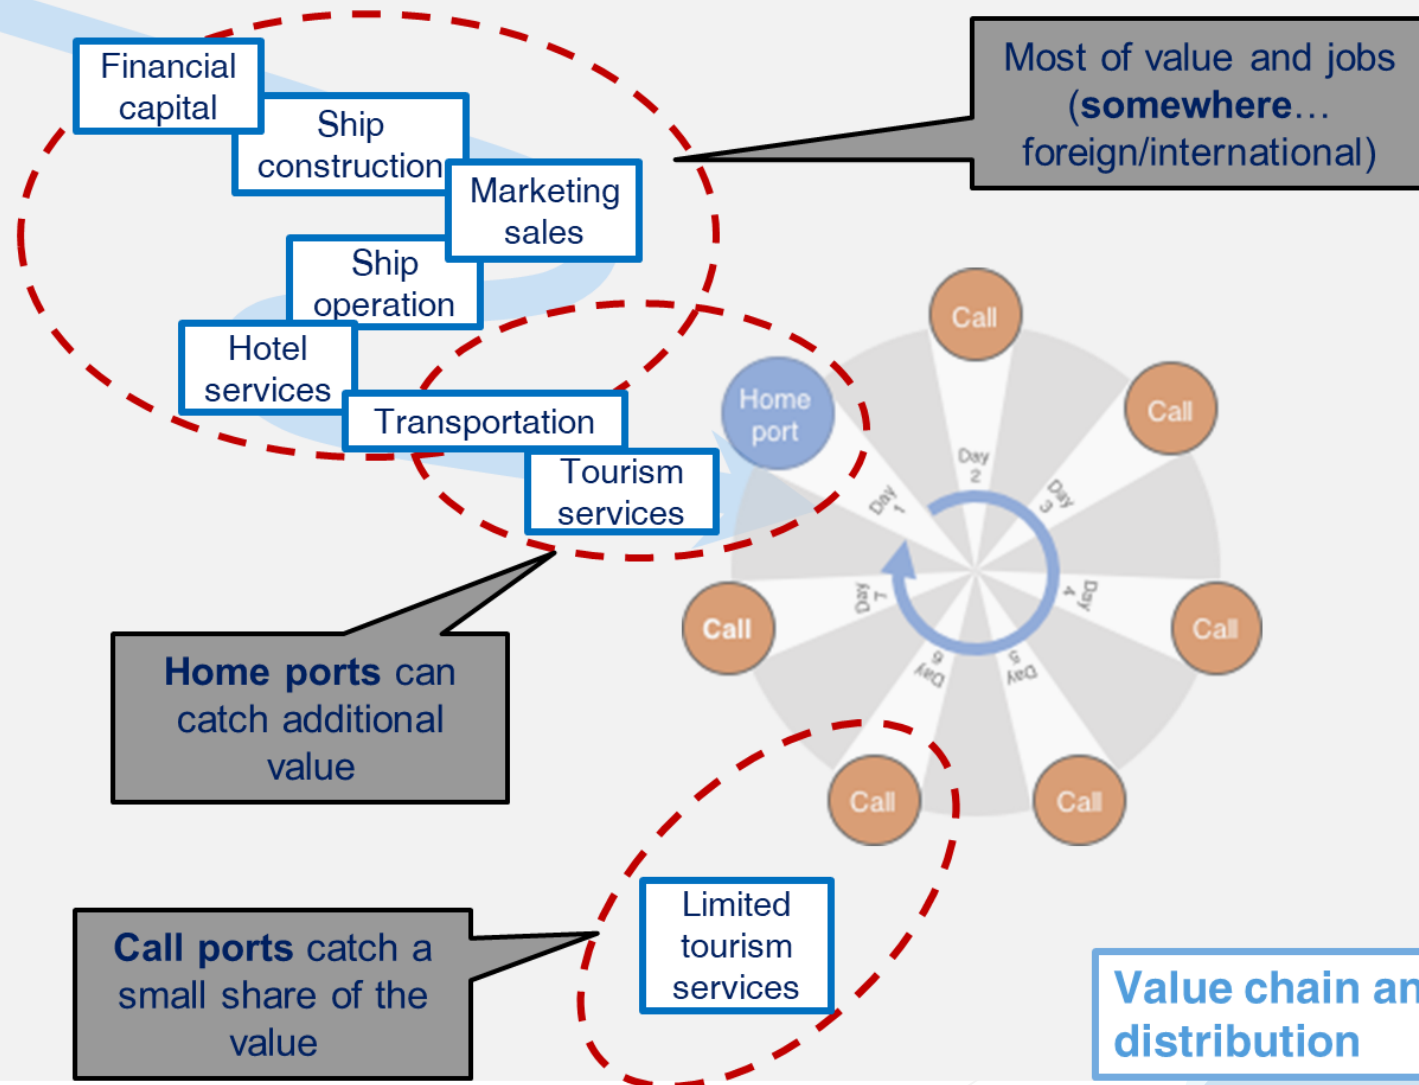 Financial
capital
Ship
construction
Marketing
sales
Ship
operation
Hotel
services
Transportation
Tourism
services
Most of value and jobs
(somewhere…
foreign/international)
Home
port
Call
Call
Call
Call
Call
Call
Day
1
Day
2
Day
3
Day
4
Day
5
Day
6
Day
7
Home ports can
catch additional
value
Call ports catch a
small share of the
value
Limited
tourism
services
Value chain an
distribution